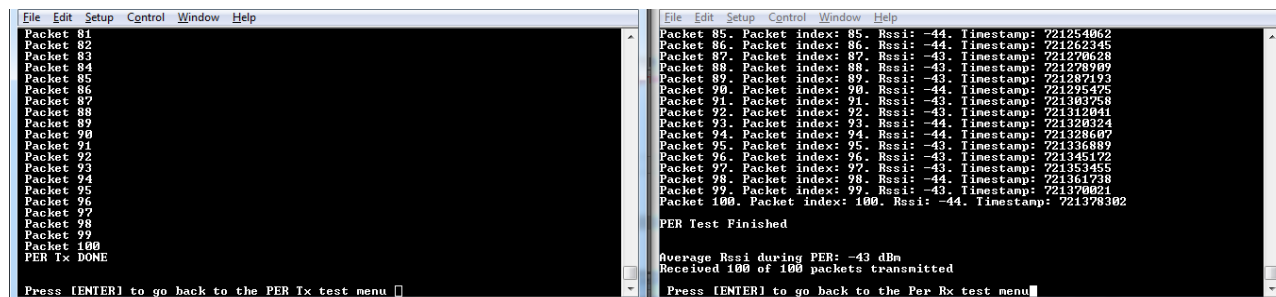 File Edit Setup Control Window Help
Packet 81
Packet 82
Packet 83
Packet 84
Packet 85
Packet 86
Packet 87
Packet 88
Packet 89
Packet 90
Packet 91
Packet 92
Packet 93
Packet 94
Packet 95
Packet 96
Packet 97
Packet 98
Packet 99
Packet 100
PER Tx DONE
Press [ENTER] to go back to the PER Tx test menu
File Edit Setup Control Window Help
Packet 85. Packet index: 85. Rssi: -44. Timestamp: 721254062
Packet 86. Packet index: 86. Rssi: -44. Timestamp: 721262345
Packet 87. Packet index: 87. Rssi: -43. Timestamp: 721270628
Packet 88. Packet index: 88. Rssi: -43. Timestamp: 721278909
Packet 89. Packet index: 89. Rssi: -43. Timestamp: 721287193
Packet 90. Packet index: 90. Rssi: -44. Timestamp: 721295475
Packet 91. Packet index: 91. Rssi: -43. Timestamp: 721303758
Packet 92. Packet index: 92. Rssi: -43. Timestamp: 721312041
Packet 93. Packet index: 93. Rssi: -44. Timestamp: 721320324
Packet 94. Packet index: 94. Rssi: -44. Timestamp: 721328607
Packet 95. Packet index: 95. Rssi: -43. Timestamp: 721336889
Packet 96. Packet index: 96. Rssi: -43. Timestamp: 721345172
Packet 97. Packet index: 97. Rssi: -43. Timestamp: 721353455
Packet 98. Packet index: 98. Rssi: -44. Timestamp: 721361738
Packet 99. Packet index: 99. Rssi: -43. Timestamp: 721370021
Packet 100. Packet index: 100. Rssi: -44. Timestamp: 721378302
PER Test Finished
Average Rssi during PER: -43 dBm
Received 100 of 100 packets transmitted
Press [ENTER] to go back to the Per Rx test menu